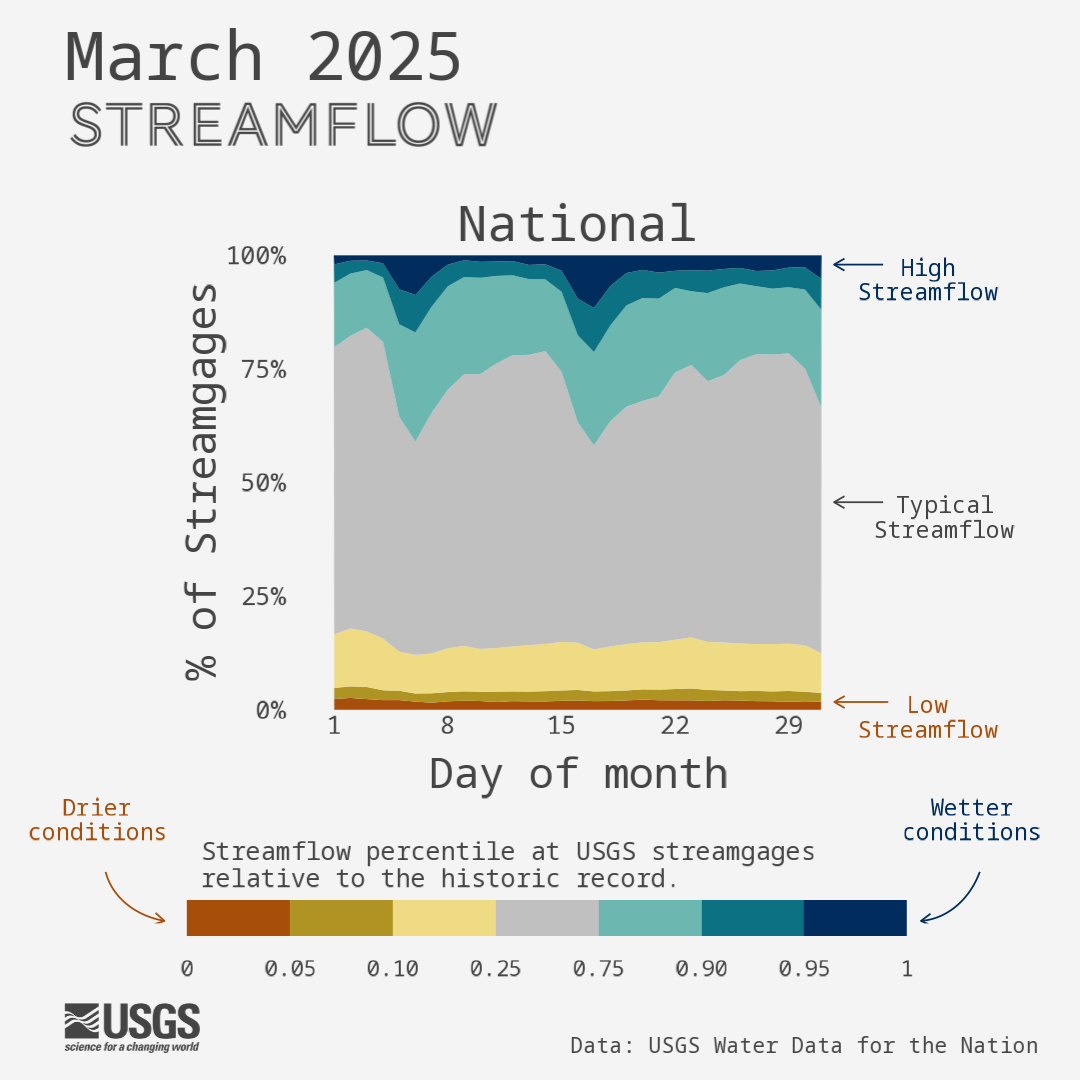 March 2025
STREAMFLOW
National
% of Streamgages
100%
75%
50%
25%
0%
1 8 15 22 29
Day of month
High
Streamflow
Typical
Streamflow
Low
Streamflow
Drier
conditions
Wetter
conditions
Streamflow percentile at USGS streamgages
relative to the historic record.
0 0.05 0.10 0.25 0.75 0.90 0.95 1
USGS
science for a changing world
Data: USGS Water Data for the Nation